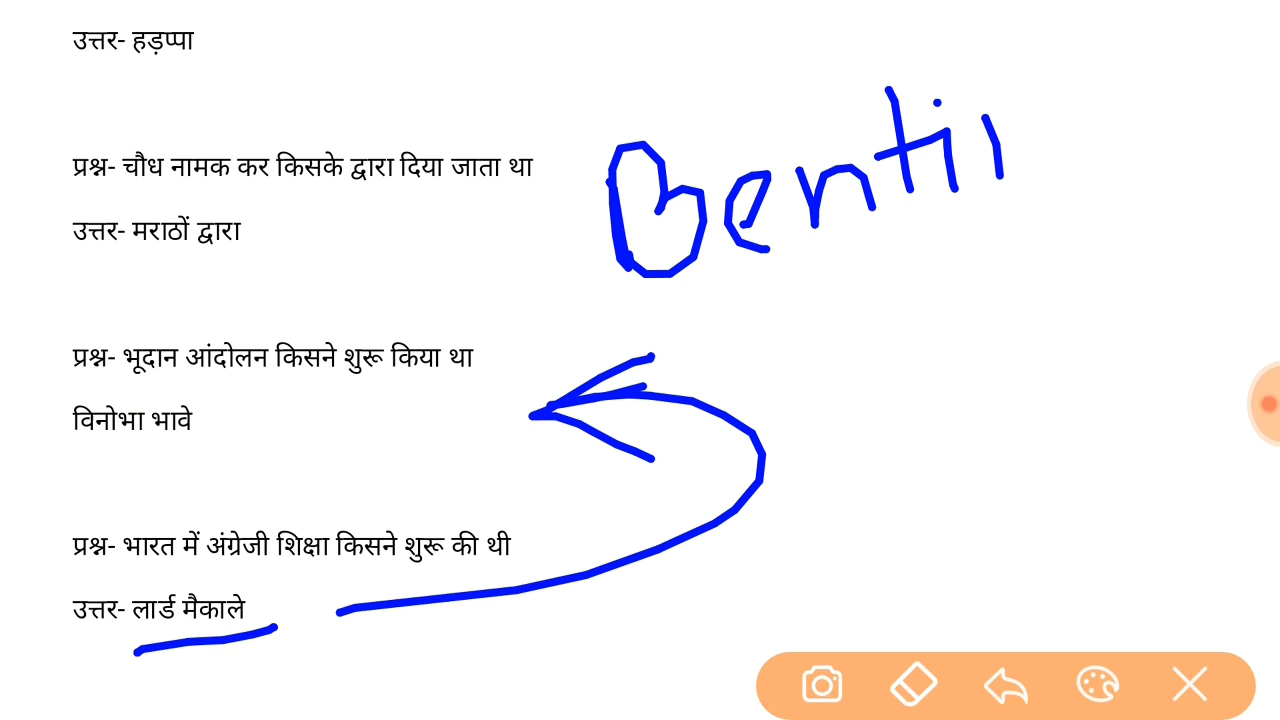 उत्तर- हड़प्पा
प्रश्न- चौथ नामक कर किसके द्वारा दिया जाता था
उत्तर- मराठों द्वारा
Bentii
प्रश्न- भूदान आंदोलन किसने शुरू किया था
विनोभा भावे
प्रश्न- भारत में अंग्रेजी शिक्षा किसने शुरू की थी
उत्तर- लार्ड मैकाले